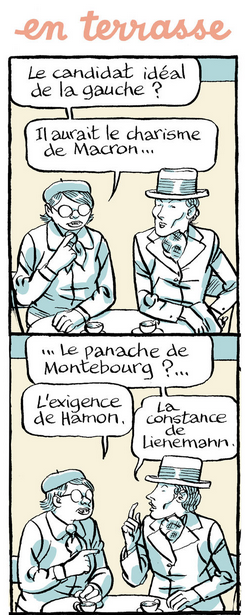 en terrasse
Le candidat idéal
de la gauche ?
Il aurait le charisme
de Macron...
... Le panache de
Montebourg ?...
L'exigence
de Hamon.
La
constance
de
Lienemann.